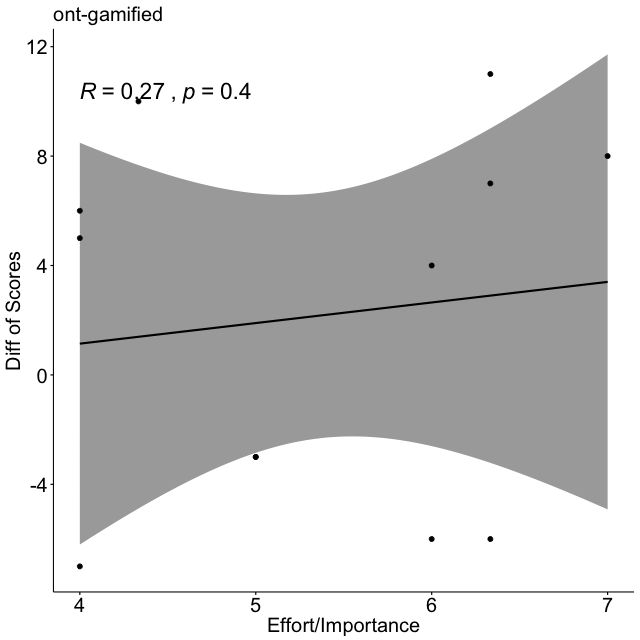 ont-gamified
12
R = 0.27 , p = 0.4
8
4
0
-4
Diff of Scores
4 5 6 7
Effort/Importance